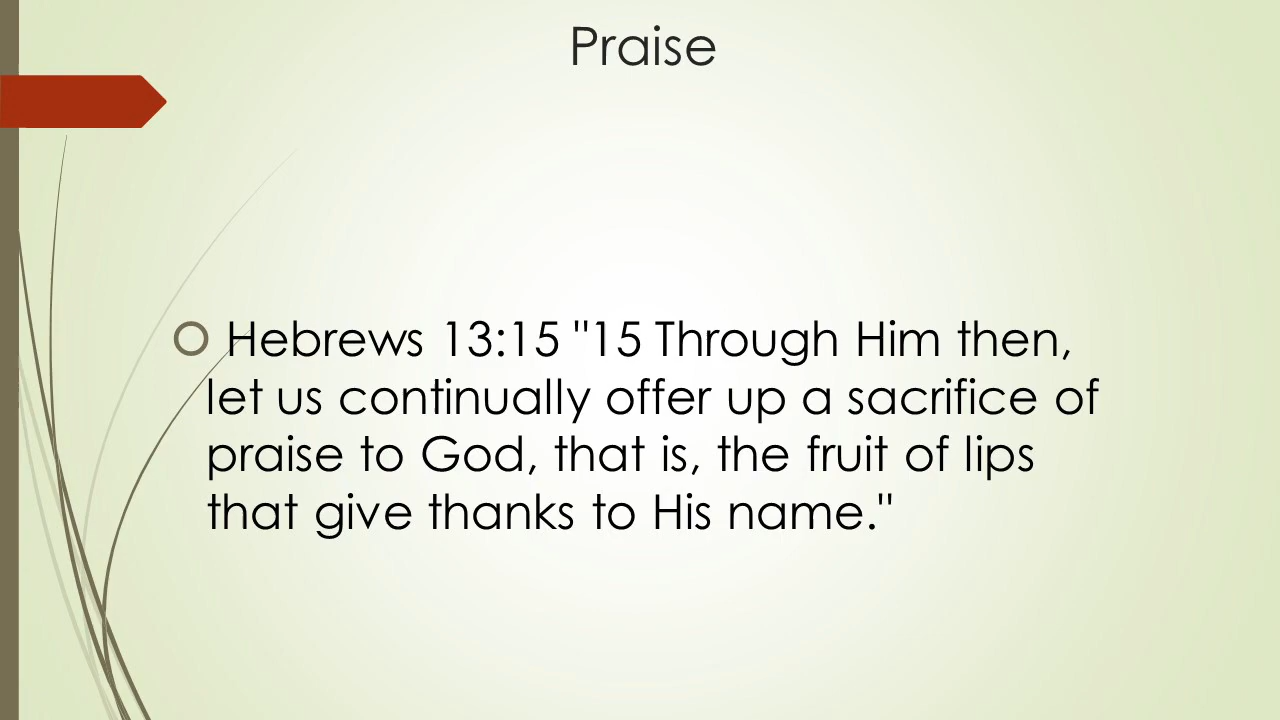 Praise
Hebrews 13:15 "15 Through Him then,
let us continually offer up a sacrifice of
praise to God, that is, the fruit of lips
that give thanks to His name."